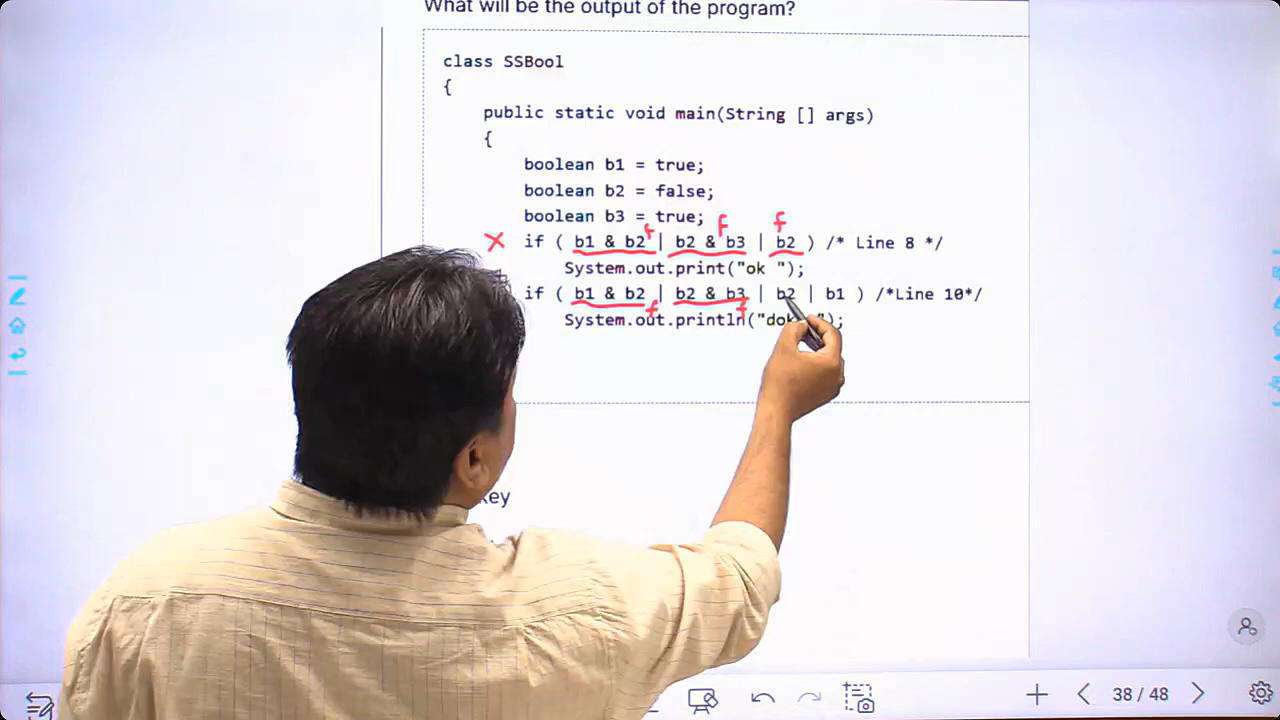 What will be the output of the program?
class SSBool
{
public static void main(String [] args)
{
boolean b1 = true;
boolean b2 = false;
boolean b3 = true;
f f f
X if ( b1 & b2 | b2 & b3 | b2 ) /* Line 8 */
System.out.print("ok ");
if ( b1 & b2 | b2 & b3 | b2 | b1 ) /*Line 10*/
f f
System.out.println("dok ");
key
38 / 48